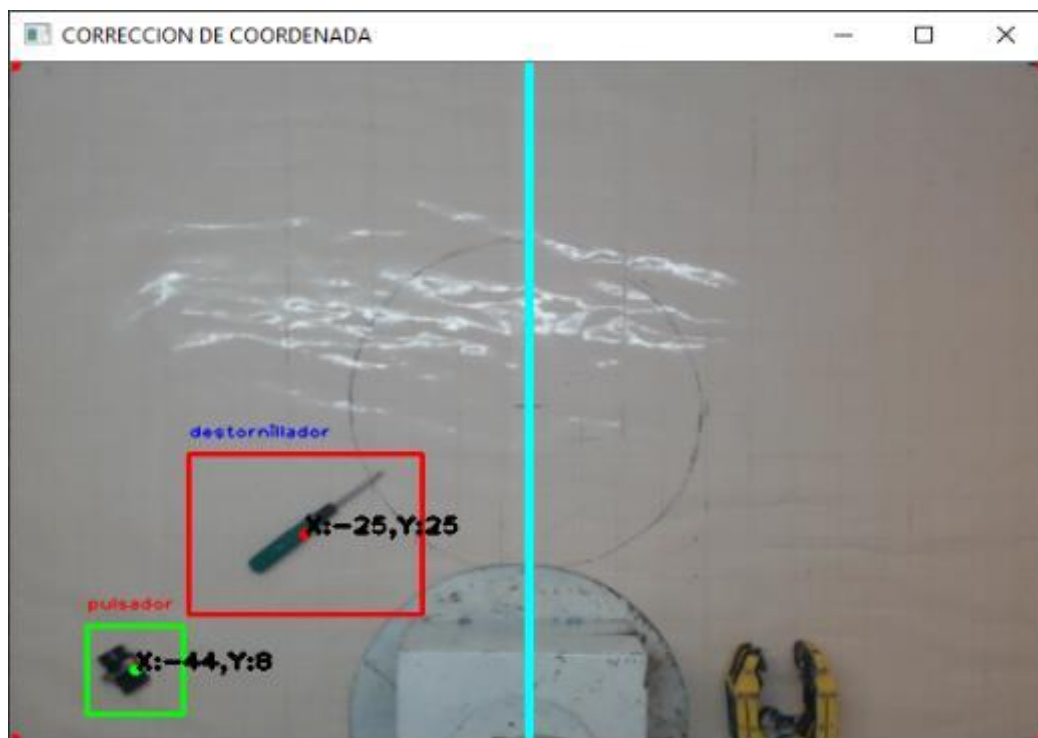 CORRECCION DE COORDENADA
destornillador
X:-25,Y:25
pulsador
X:-44,Y:8